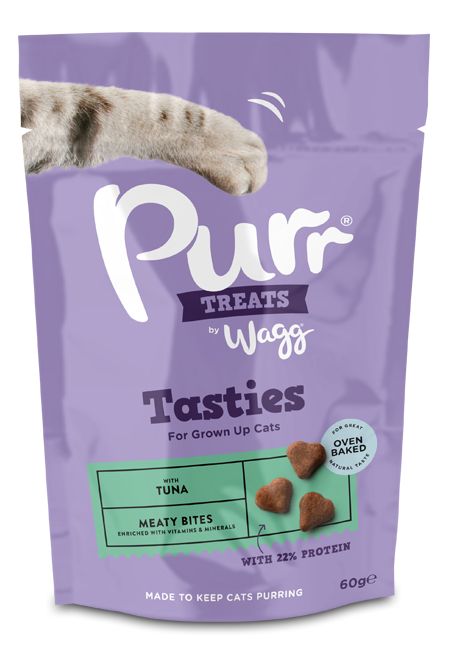 Purr®
TREATS
by Wagg®
Tasties
For Grown Up Cats
FOR GREAT
OVEN
BAKED
NATURAL TASTE
WITH
TUNA
MEATY BITES
ENRICHED WITH VITAMINS & MINERALS
WITH 22% PROTEIN
60g℮
MADE TO KEEP CATS PURRING